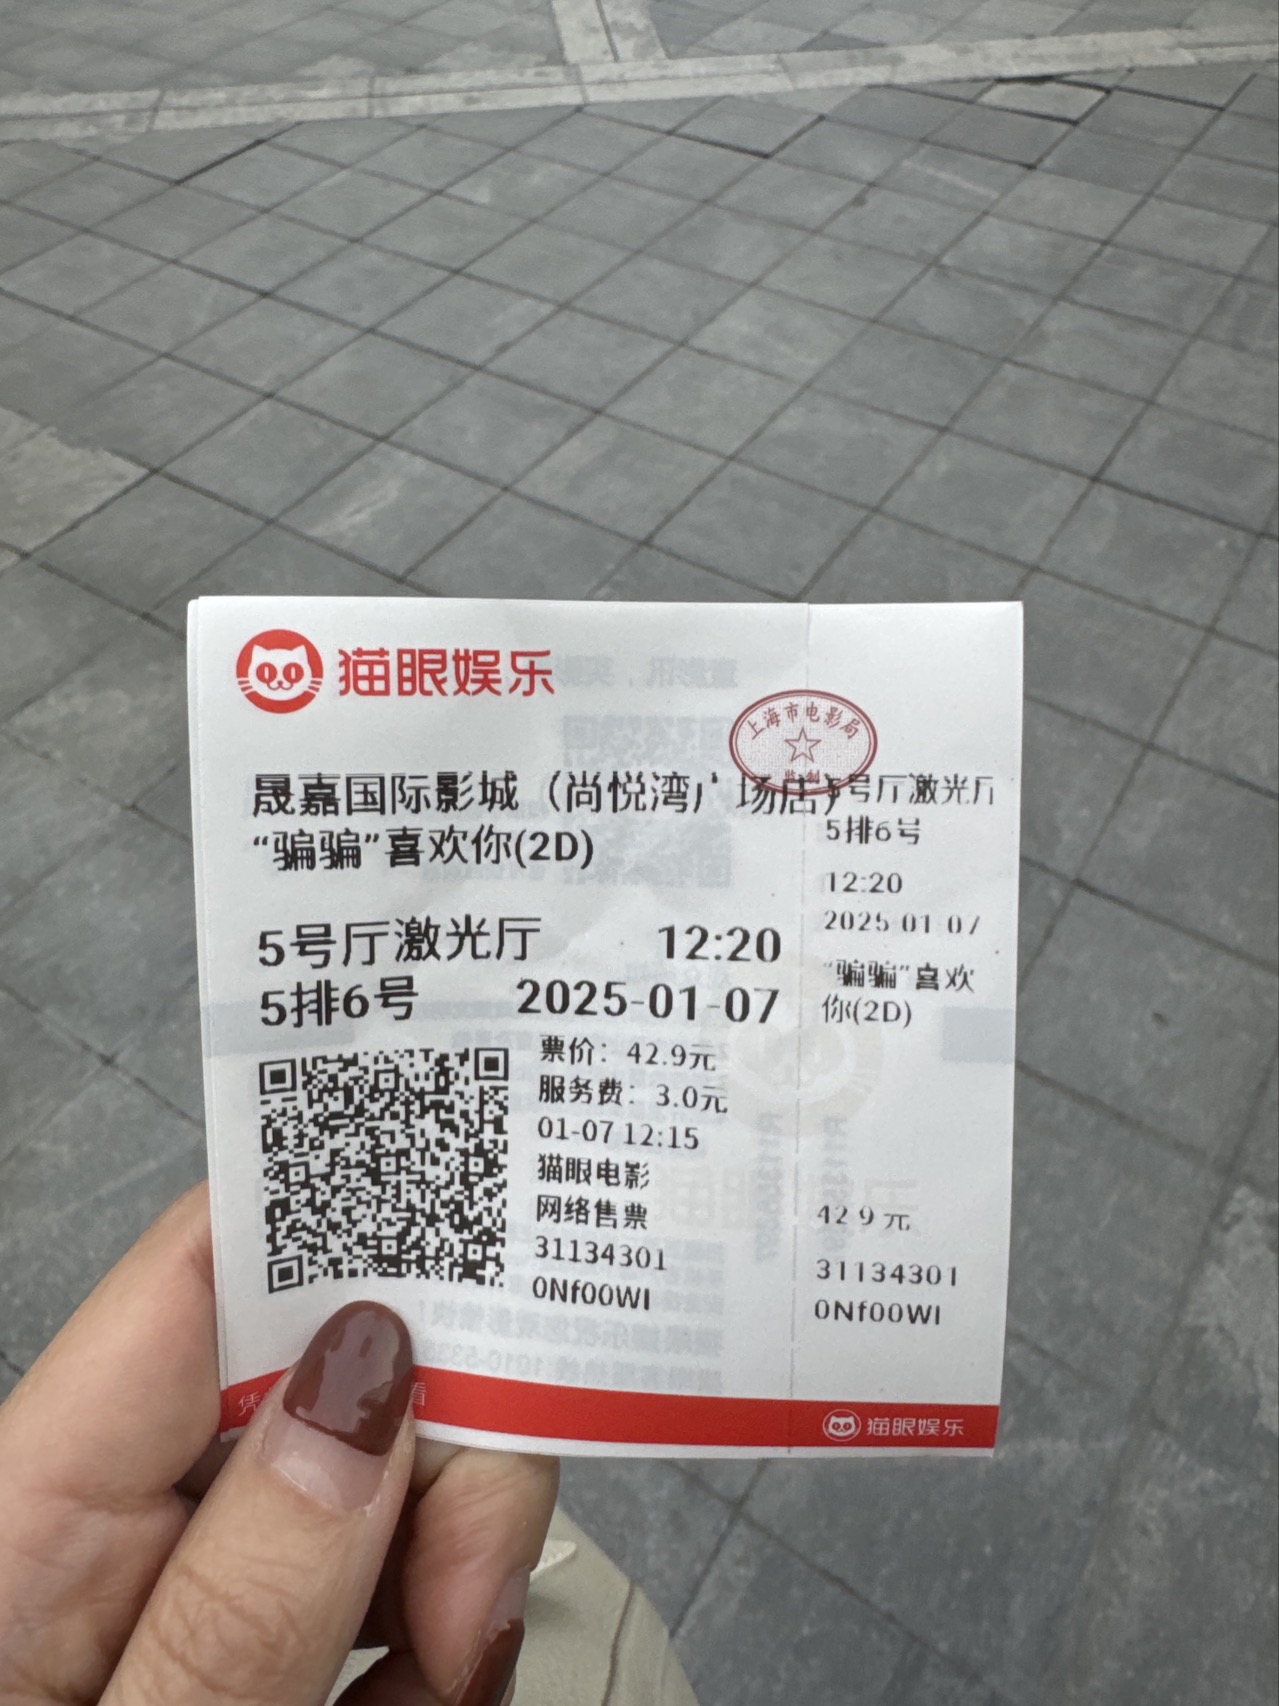 猫眼娱乐
上海市电影局
监制
晟嘉国际影城（尚悦湾广场店）
“骗骗”喜欢你(2D)
5号厅激光厅 12:20
5排6号 2025-01-07
票价：42.9元
服务费：3.0元
01-07 12:15
猫眼电影
网络售票
31134301
0Nf00WI
5号厅激光厅
5排6号
12:20
2025-01-07
“骗骗”喜欢
你(2D)
42.9元
31134301
0Nf00WI
凭
看
猫眼娱乐